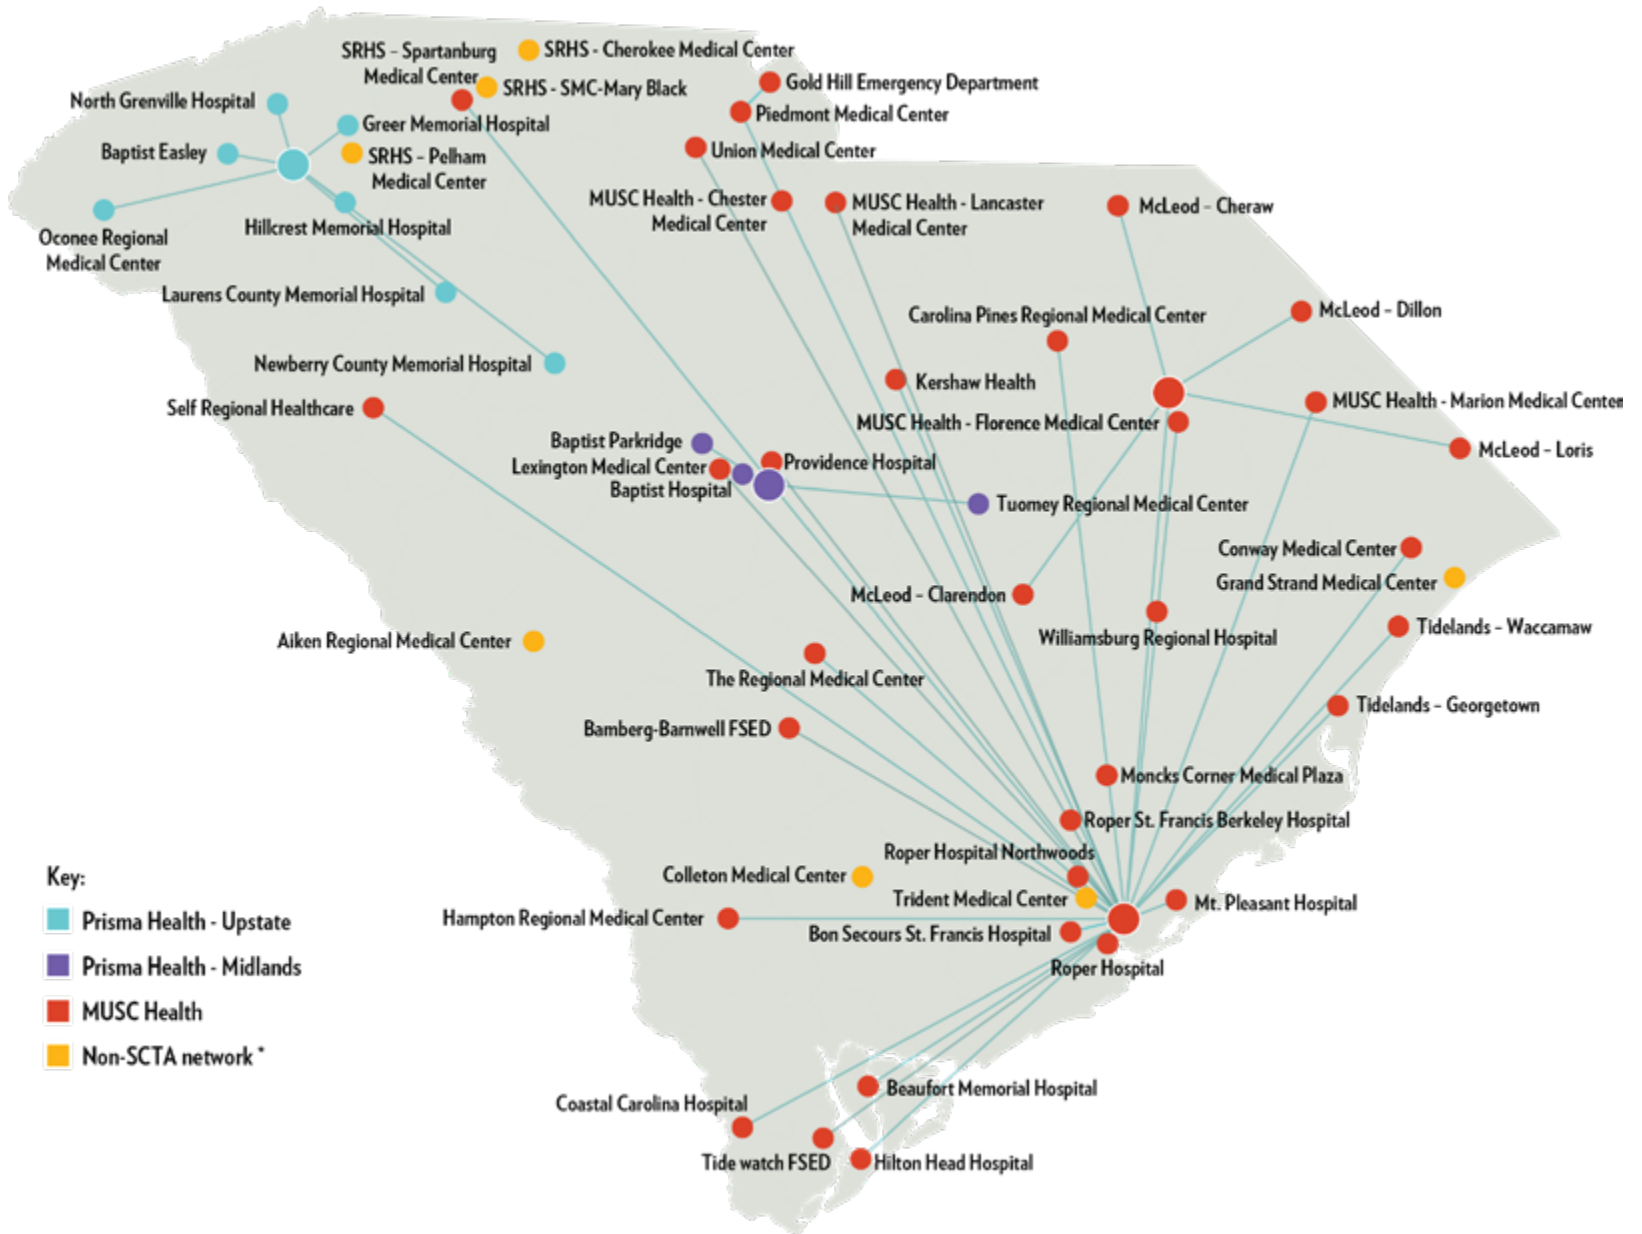 SRHS – Spartanburg
Medical Center
SRHS - Cherokee Medical Center
SRHS - SMC-Mary Black
Gold Hill Emergency Department
North Grenville Hospital
Piedmont Medical Center
Greer Memorial Hospital
Baptist Easley
SRHS – Pelham
Medical Center
Union Medical Center
MUSC Health - Chester
Medical Center
MUSC Health - Lancaster
Medical Center
McLeod – Cheraw
Hillcrest Memorial Hospital
Oconee Regional
Medical Center
Laurens County Memorial Hospital
Carolina Pines Regional Medical Center
McLeod – Dillon
Newberry County Memorial Hospital
Kershaw Health
Self Regional Healthcare
MUSC Health - Marion Medical Center
MUSC Health - Florence Medical Center
Baptist Parkridge
McLeod – Loris
Lexington Medical Center
Providence Hospital
Baptist Hospital
Tuomey Regional Medical Center
Conway Medical Center
Grand Strand Medical Center
McLeod – Clarendon
Tidelands – Waccamaw
Williamsburg Regional Hospital
Aiken Regional Medical Center
The Regional Medical Center
Tidelands – Georgetown
Bamberg-Barnwell FSED
Moncks Corner Medical Plaza
Roper St. Francis Berkeley Hospital
Roper Hospital Northwoods
Colleton Medical Center
Trident Medical Center
Mt. Pleasant Hospital
Hampton Regional Medical Center
Bon Secours St. Francis Hospital
Roper Hospital
Key:
Prisma Health - Upstate
Prisma Health - Midlands
MUSC Health
Non-SCTA network *
Beaufort Memorial Hospital
Coastal Carolina Hospital
Tide watch FSED
Hilton Head Hospital